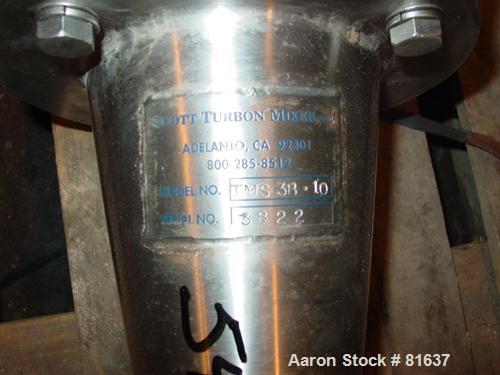 SCOTT TURBON MIXER
ADELANTO, CA 92301
800-285-8512
MODEL NO. TMS 3B-10
SERIAL NO. 3822
Aaron Stock # 81637